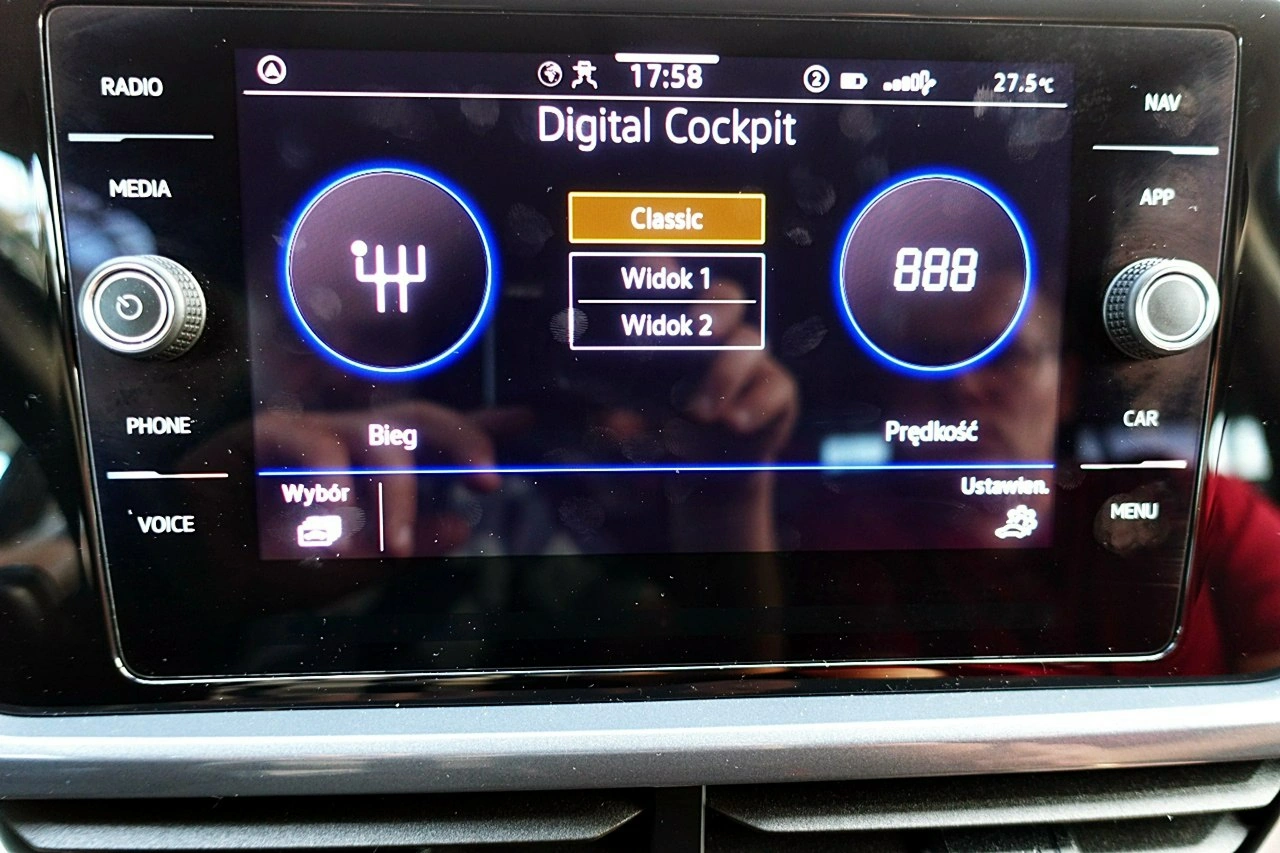 RADIO
MEDIA
PHONE
VOICE
17:58
2
27.5°C
Digital Cockpit
Classic
Widok 1
Widok 2
888
Bieg
Prędkość
Wybór
Ustawien.
NAV
APP
CAR
MENU